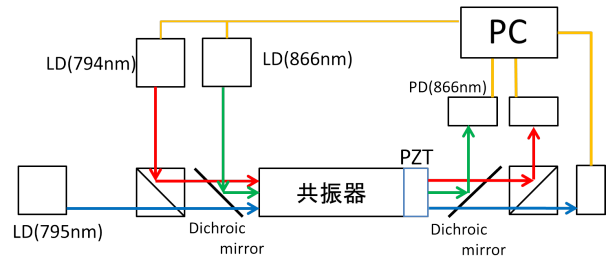 PC
LD(794nm)
LD(866nm)
PD(866nm)
PZT
共振器
LD(795nm)
Dichroic
mirror
Dichroic
mirror